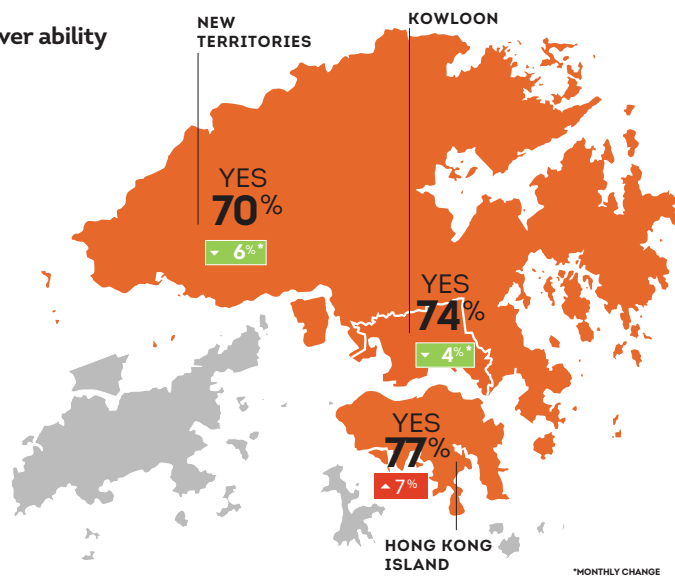 ver ability
NEW
TERRITORIES
KOWLOON
YES
70%
6%*
YES
74%
4%*
YES
77%
7%
HONG KONG
ISLAND
*MONTHLY CHANGE